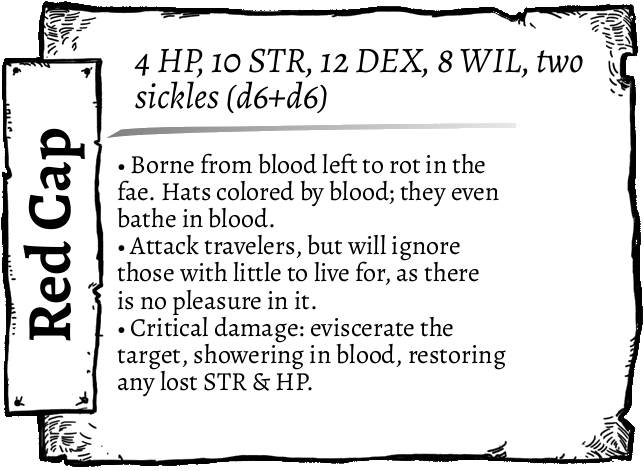 Red Cap
4 HP, 10 STR, 12 DEX, 8 WIL, two
sickles (d6+d6)
• Borne from blood left to rot in the
fae. Hats colored by blood; they even
bathe in blood.
• Attack travelers, but will ignore
those with little to live for, as there
is no pleasure in it.
• Critical damage: eviscerate the
target, showering in blood, restoring
any lost STR & HP.